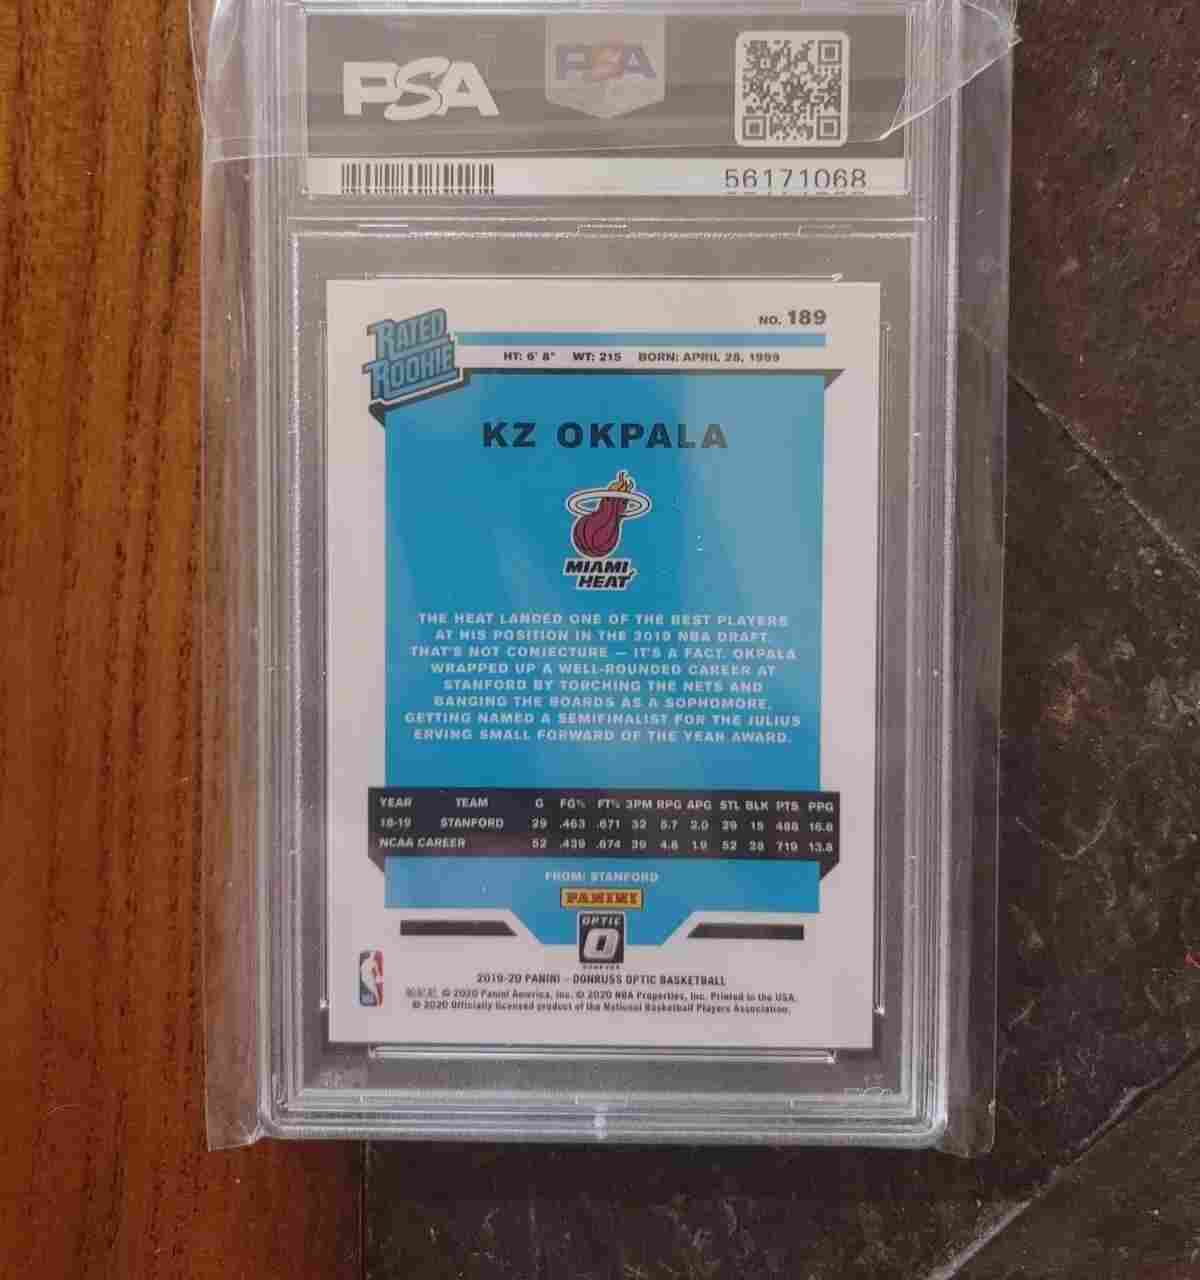 PSA
PSA
56171068
RATED
ROOKIE
NO. 189
HT: 6' 8" WT: 215 BORN: APRIL 28, 1999
KZ OKPALA
MIAMI
HEAT
THE HEAT LANDED ONE OF THE BEST PLAYERS
AT HIS POSITION IN THE 2019 NBA DRAFT.
THAT'S NOT CONJECTURE — IT'S A FACT. OKPALA
WRAPPED UP A WELL-ROUNDED CAREER AT
STANFORD BY TORCHING THE NETS AND
BANGING THE BOARDS AS A SOPHOMORE,
GETTING NAMED A SEMIFINALIST FOR THE JULIUS
ERVING SMALL FORWARD OF THE YEAR AWARD.
YEAR TEAM G FG% FT% 3PM RPG APG STL BLK PTS PPG
18-19 STANFORD 29 .463 .671 32 5.7 2.0 29 15 488 16.8
NCAA CAREER 52 .439 .674 39 4.8 1.9 52 28 719 13.8
FROM: STANFORD
PANINI
OPTIC
DONRUSS
NBA
2019-20 PANINI - DONRUSS OPTIC BASKETBALL
© 2020 Panini America, Inc. © 2020 NBA Properties, Inc. Printed in the USA.
© 2020 Officially licensed product of the National Basketball Players Association.